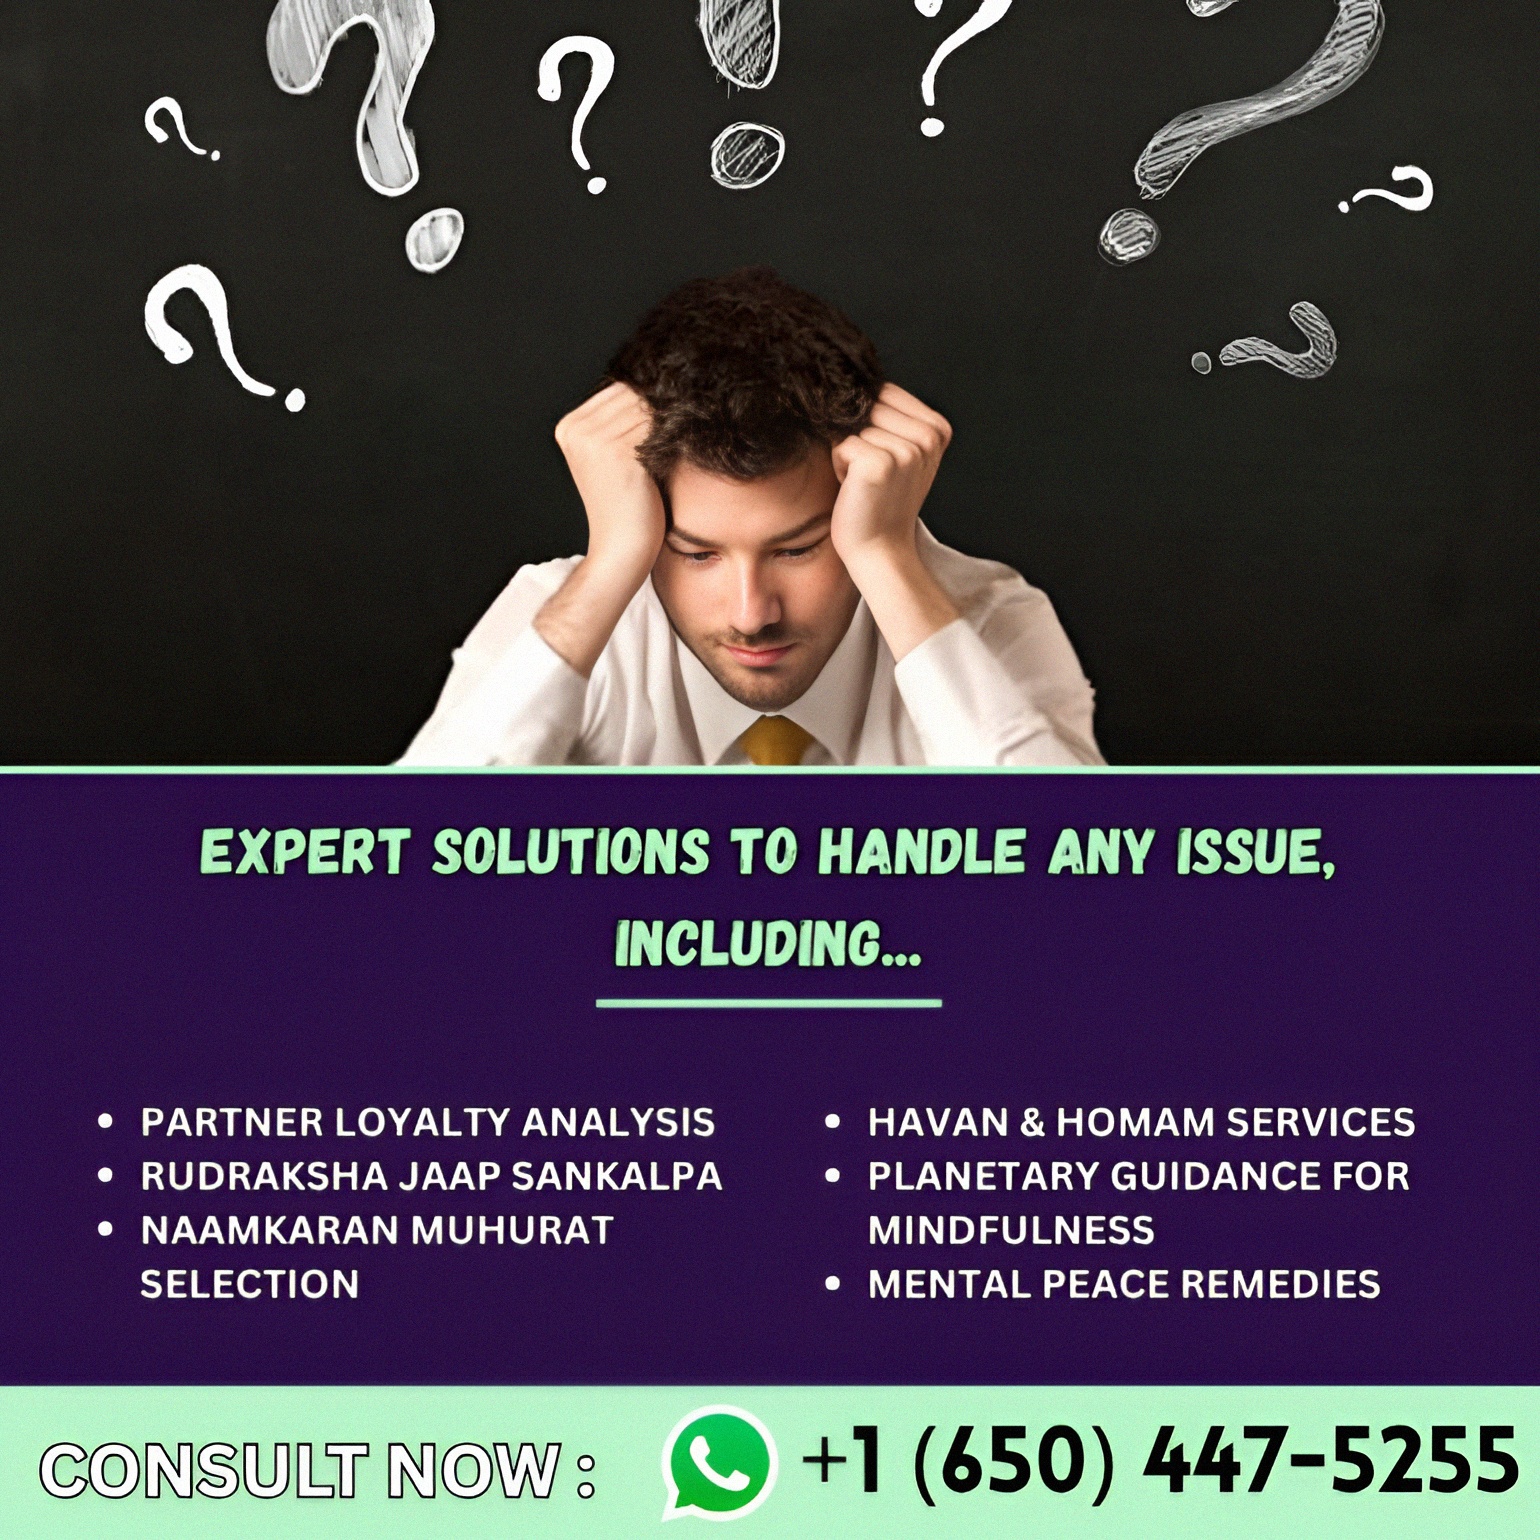 EXPERT SOLUTIONS TO HANDLE ANY ISSUE,
INCLUDING...
• PARTNER LOYALTY ANALYSIS
• RUDRAKSHA JAAP SANKALPA
• NAAMKARAN MUHURAT
SELECTION
• HAVAN & HOMAM SERVICES
• PLANETARY GUIDANCE FOR
MINDFULNESS
• MENTAL PEACE REMEDIES
CONSULT NOW : +1 (650) 447-5255